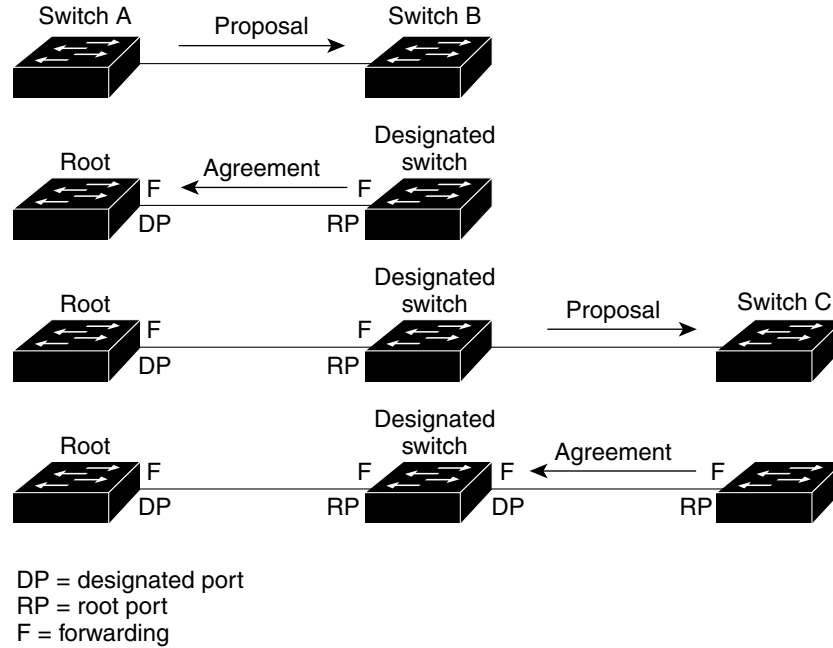 Switch A
Proposal
Switch B
Root
F
Agreement
F
Designated
switch
DP
RP
Root
F
F
Designated
switch
Proposal
Switch C
DP
RP
Root
F
F
Designated
switch
F
Agreement
F
DP
RP
DP
RP
DP = designated port
RP = root port
F = forwarding